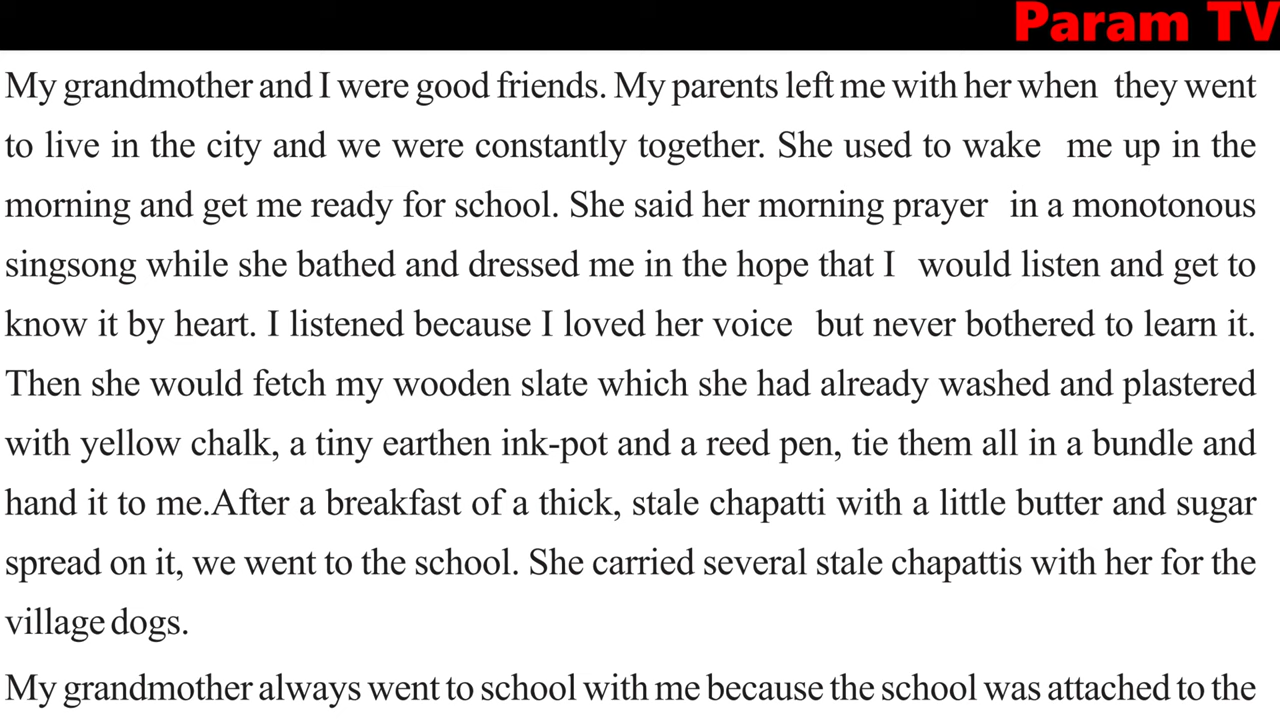 Param TV
My grandmother and I were good friends. My parents left me with her when they went
to live in the city and we were constantly together. She used to wake me up in the
morning and get me ready for school. She said her morning prayer in a monotonous
singsong while she bathed and dressed me in the hope that I would listen and get to
know it by heart. I listened because I loved her voice but never bothered to learn it.
Then she would fetch my wooden slate which she had already washed and plastered
with yellow chalk, a tiny earthen ink-pot and a reed pen, tie them all in a bundle and
hand it to me.After a breakfast of a thick, stale chapatti with a little butter and sugar
spread on it, we went to the school. She carried several stale chapattis with her for the
village dogs.
My grandmother always went to school with me because the school was attached to the